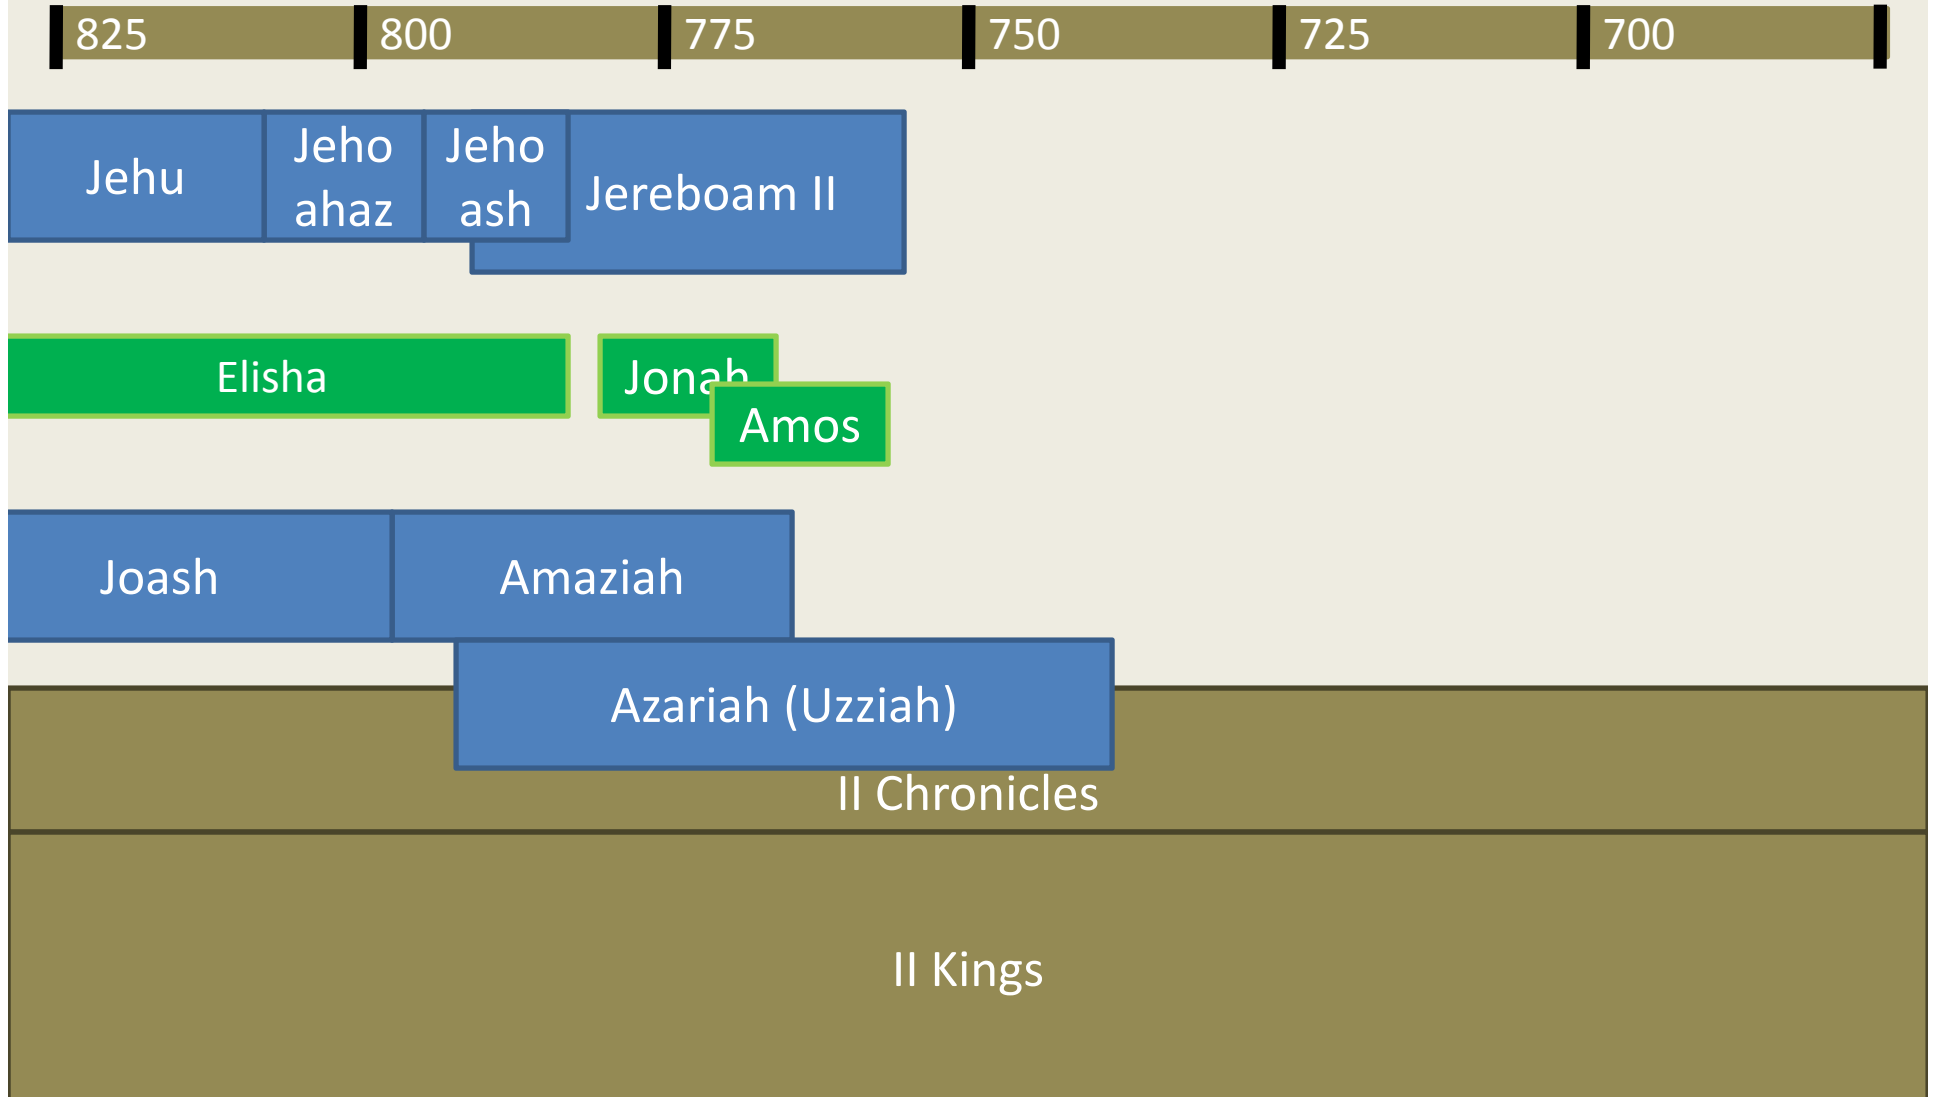 825 800 775 750 725 700
Jehu
Jeho
ahaz
Jeho
ash
Jereboam II
Elisha
Jonah
Amos
Joash
Amaziah
Azariah (Uzziah)
II Chronicles
II Kings